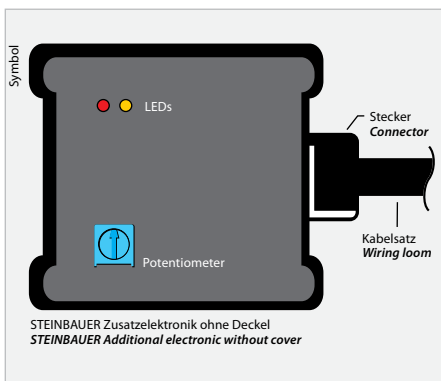 Symbol
LEDs
Stecker
Connector
Potentiometer
Kabelsatz
Wiring loom
STEINBAUER Zusatzelektronik ohne Deckel
STEINBAUER Additional electronic without cover